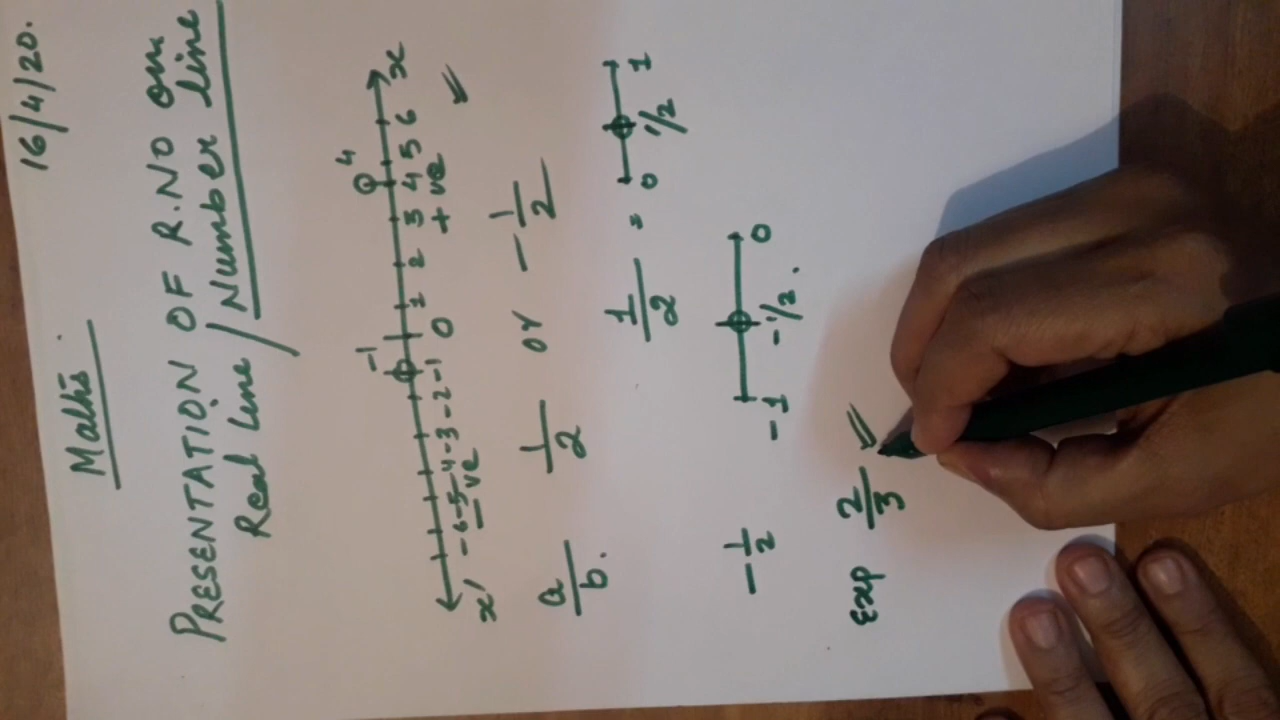 Maths. 16/4/20.
PRESENTATION OF R.NO on
Real line / Number line
-1 4
x' -6 -5 -4 -3 -2 -1 0 1 2 3 4 5 6 x
-ve +ve
a/b. 1/2 or -1/2
1/2 = 0 1/2 1
-1/2 -1 -1/2. 0
Exp 2/3